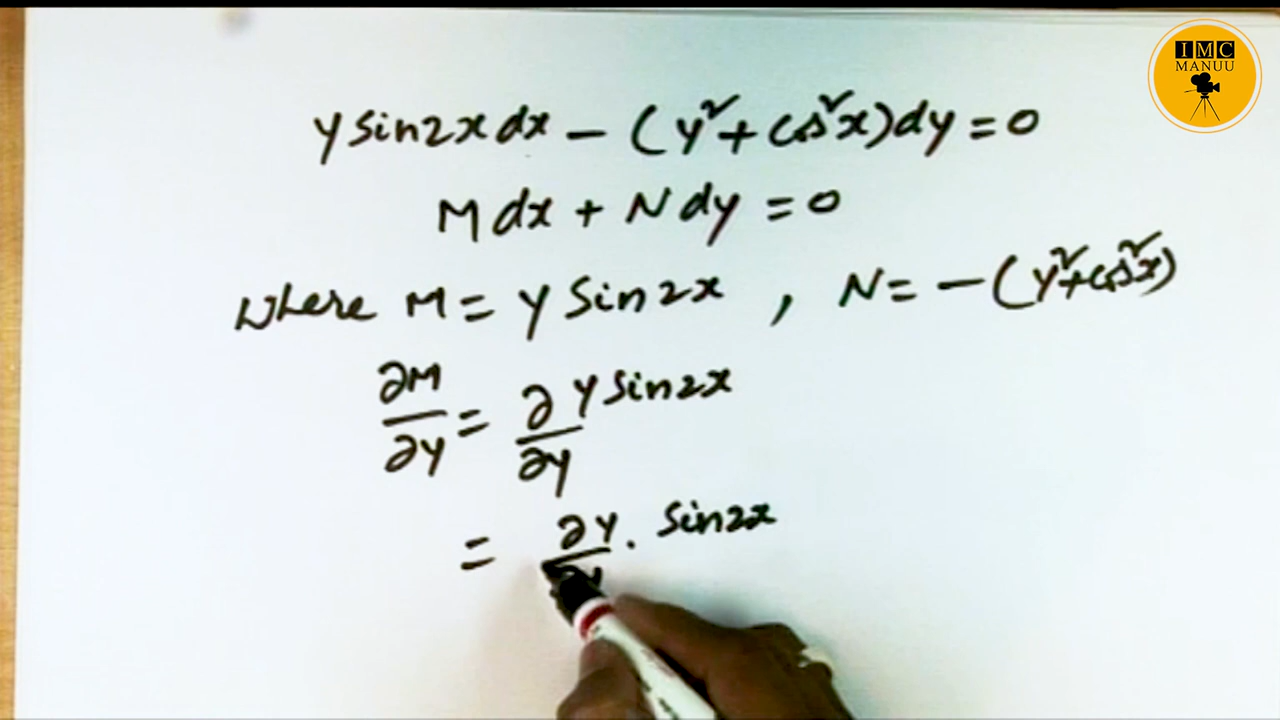 IMC
MANUU
y sin2x dx - (y² + cos²x) dy = 0
M dx + N dy = 0
where M = y sin2x , N = -(y²+cos²x)
∂M/∂y = ∂/∂y y sin2x
= ∂y/∂y . sin2x